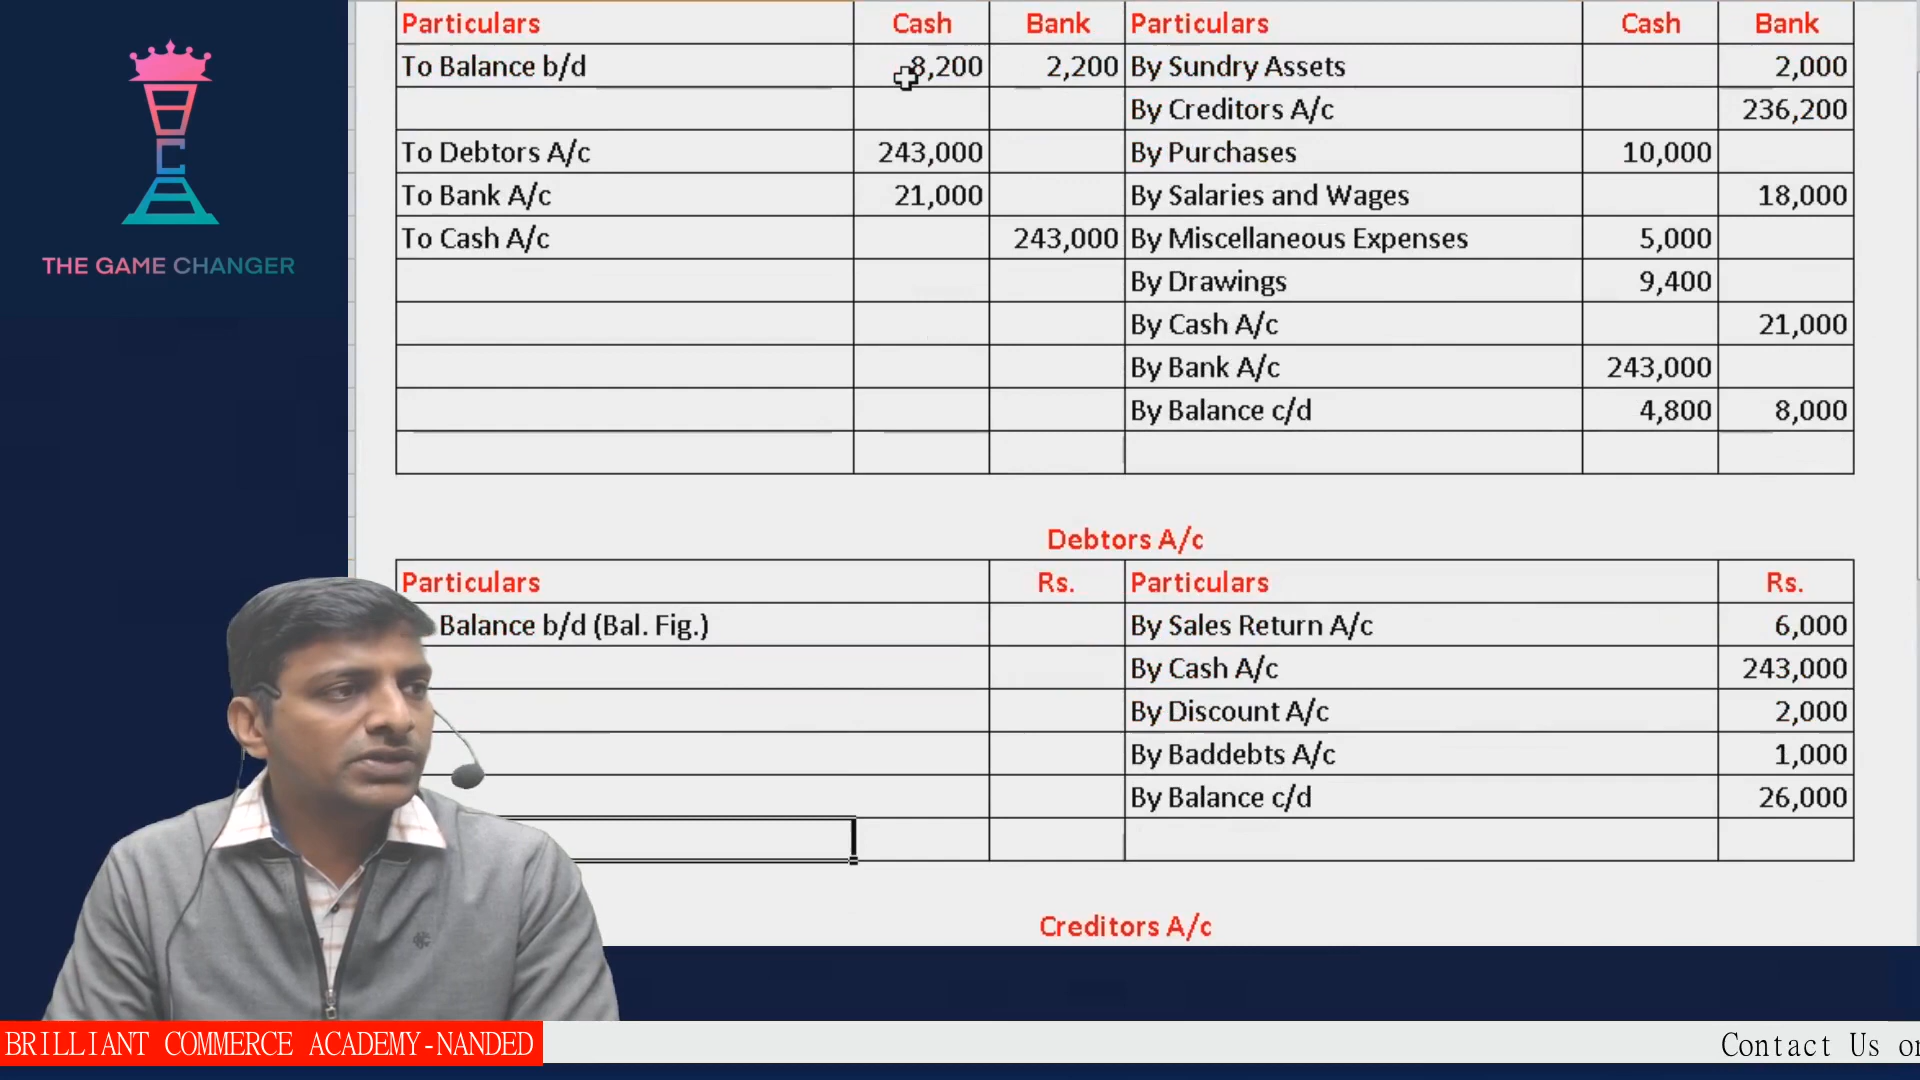 THE GAME CHANGER
Particulars Cash Bank Particulars Cash Bank
To Balance b/d 8,200 2,200 By Sundry Assets 2,000
By Creditors A/c 236,200
To Debtors A/c 243,000 By Purchases 10,000
To Bank A/c 21,000 By Salaries and Wages 18,000
To Cash A/c 243,000 By Miscellaneous Expenses 5,000
By Drawings 9,400
By Cash A/c 21,000
By Bank A/c 243,000
By Balance c/d 4,800 8,000
Debtors A/c
Particulars Rs. Particulars Rs.
Balance b/d (Bal. Fig.) By Sales Return A/c 6,000
By Cash A/c 243,000
By Discount A/c 2,000
By Baddebts A/c 1,000
By Balance c/d 26,000
Creditors A/c
BRILLIANT COMMERCE ACADEMY-NANDED Contact Us